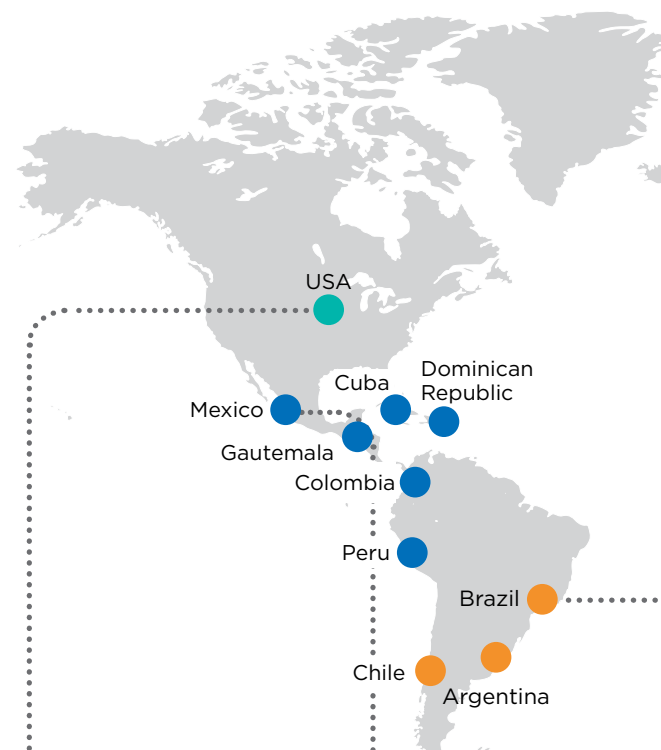 USA
Dominican
Republic
Cuba
Mexico
Gautemala
Colombia
Peru
Brazil
Chile
Argentina